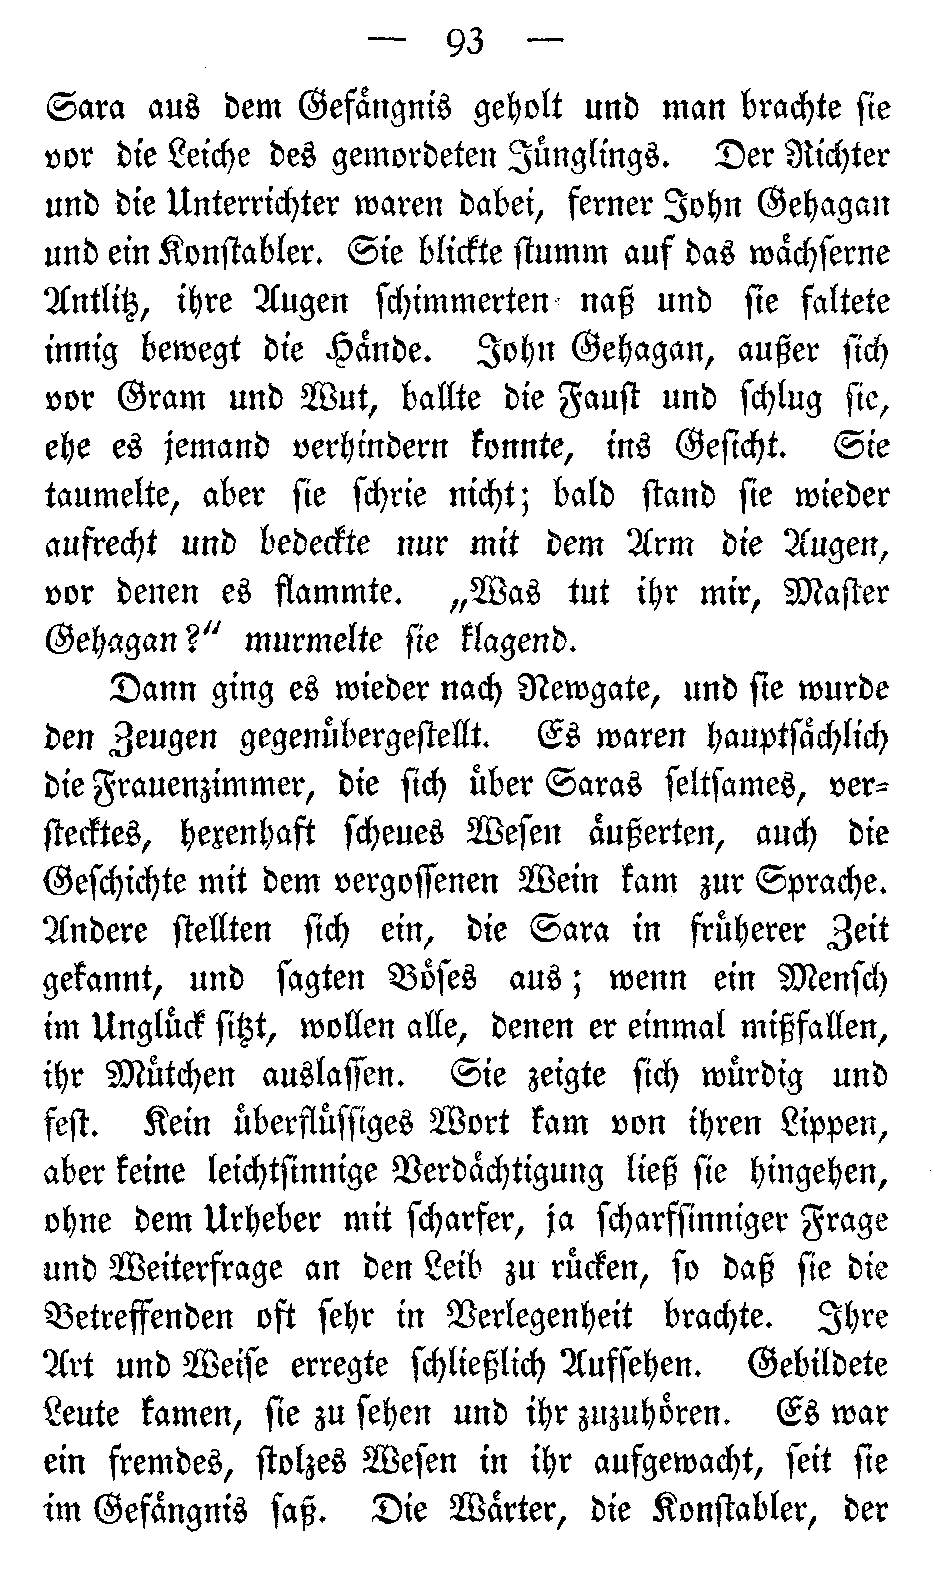 — 93 —
Sara aus dem Gefängnis geholt und man brachte sie
vor die Leiche des gemordeten Jünglings. Der Richter
und die Unterrichter waren dabei, ferner John Gehagan
und ein Konstabler. Sie blickte stumm auf das wächserne
Antlitz, ihre Augen schimmerten naß und sie faltete
innig bewegt die Hände. John Gehagan, außer sich
vor Gram und Wut, ballte die Faust und schlug sie,
ehe es jemand verhindern konnte, ins Gesicht. Sie
taumelte, aber sie schrie nicht; bald stand sie wieder
aufrecht und bedeckte nur mit dem Arm die Augen,
vor denen es flammte. „Was tut ihr mir, Master
Gehagan?“ murmelte sie klagend.
Dann ging es wieder nach Newgate, und sie wurde
den Zeugen gegenübergestellt. Es waren hauptsächlich
die Frauenzimmer, die sich über Saras seltsames, ver-
stecktes, hexenhaft scheues Wesen äußerten, auch die
Geschichte mit dem vergossenen Wein kam zur Sprache.
Andere stellten sich ein, die Sara in früherer Zeit
gekannt, und sagten Böses aus; wenn ein Mensch
im Unglück sitzt, wollen alle, denen er einmal mißfallen,
ihr Mütchen auslassen. Sie zeigte sich würdig und
fest. Kein überflüssiges Wort kam von ihren Lippen,
aber keine leichtsinnige Verdächtigung ließ sie hingehen,
ohne dem Urheber mit scharfer, ja scharfsinniger Frage
und Weiterfrage an den Leib zu rücken, so daß sie die
Betreffenden oft sehr in Verlegenheit brachte. Ihre
Art und Weise erregte schließlich Aufsehen. Gebildete
Leute kamen, sie zu sehen und ihr zuzuhören. Es war
ein fremdes, stolzes Wesen in ihr aufgewacht, seit sie
im Gefängnis saß. Die Wärter, die Konstabler, der